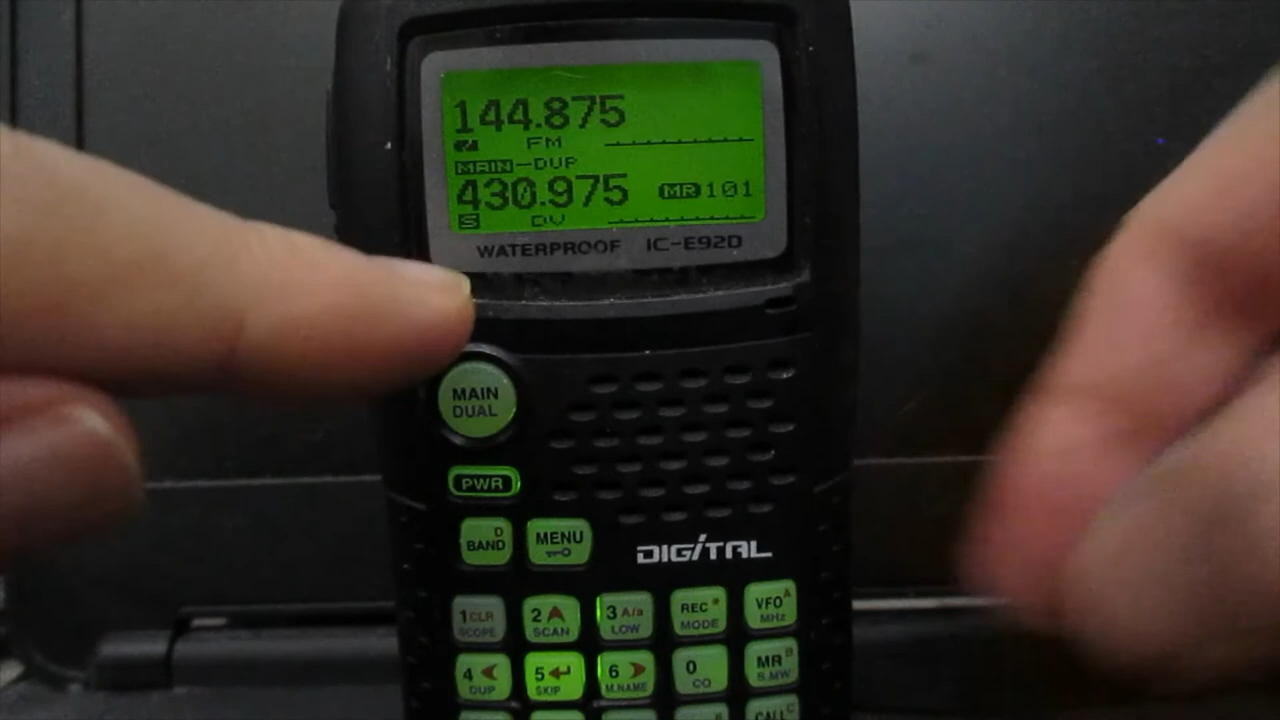 144.875
FM
MAIN -DUP
430.975 MR 101
S DV
WATERPROOF IC-E92D
MAIN
DUAL
PWR
D
BAND MENU
DIGITAL
1 CLR 2 3 A/a REC * VFO A
SCOPE SCAN LOW MODE MHz
4 5 6 0 MR B
DUP SKIP M.NAME CQ S.MW
CALL C